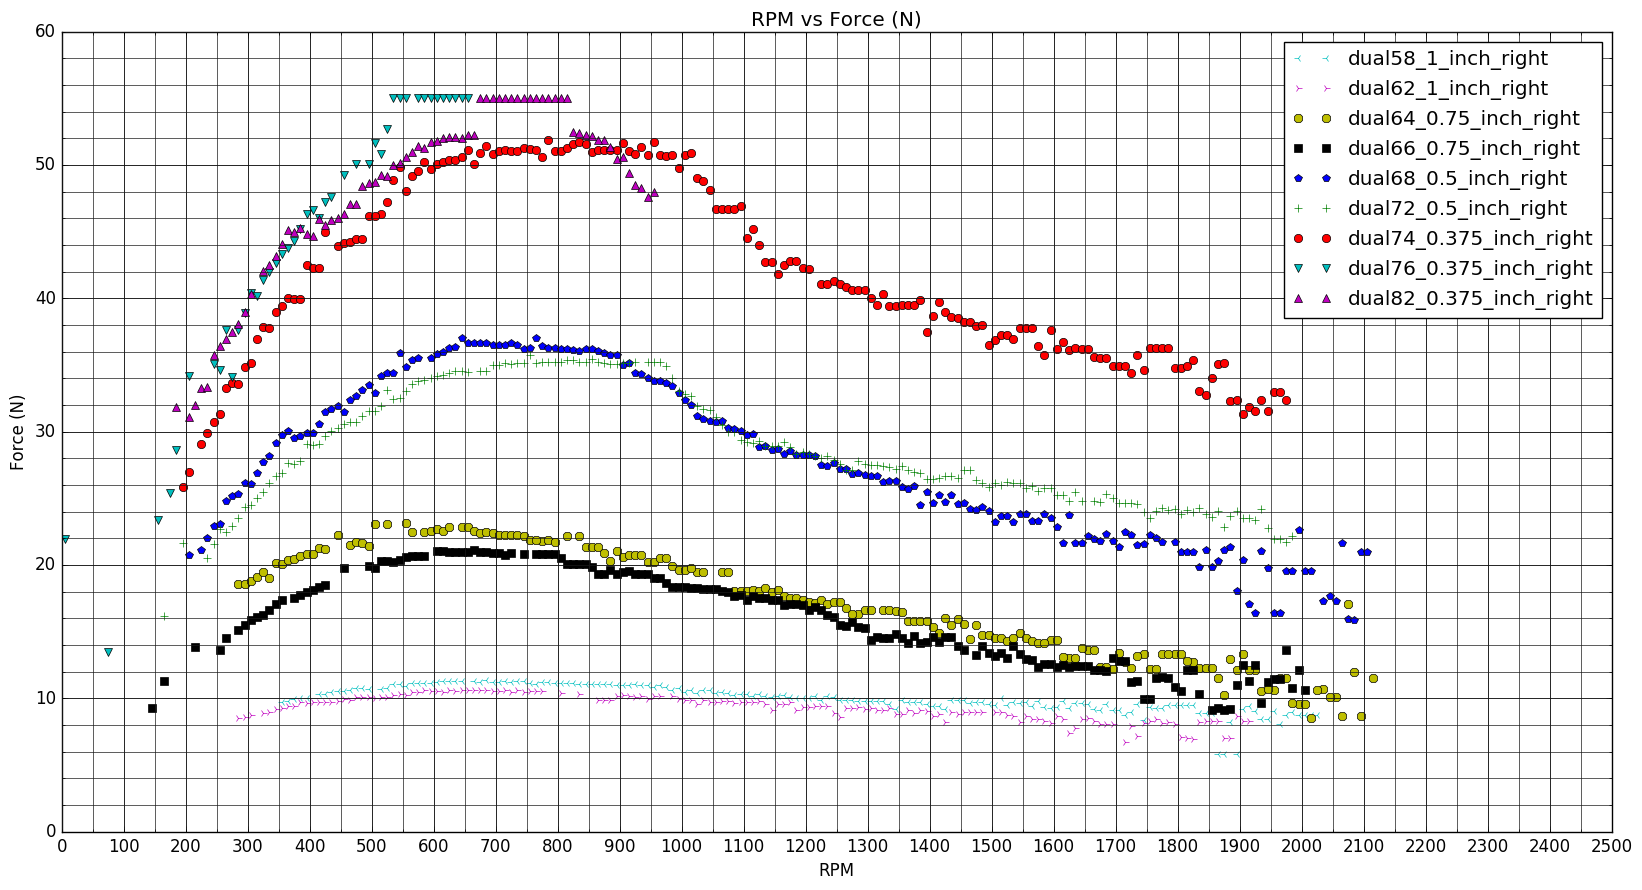 RPM vs Force (N)
60
50
40
30
20
10
0
Force (N)
dual58_1_inch_right
dual62_1_inch_right
dual64_0.75_inch_right
dual66_0.75_inch_right
dual68_0.5_inch_right
dual72_0.5_inch_right
dual74_0.375_inch_right
dual76_0.375_inch_right
dual82_0.375_inch_right
0 100 200 300 400 500 600 700 800 900 1000 1100 1200 1300 1400 1500 1600 1700 1800 1900 2000 2100 2200 2300 2400 2500
RPM